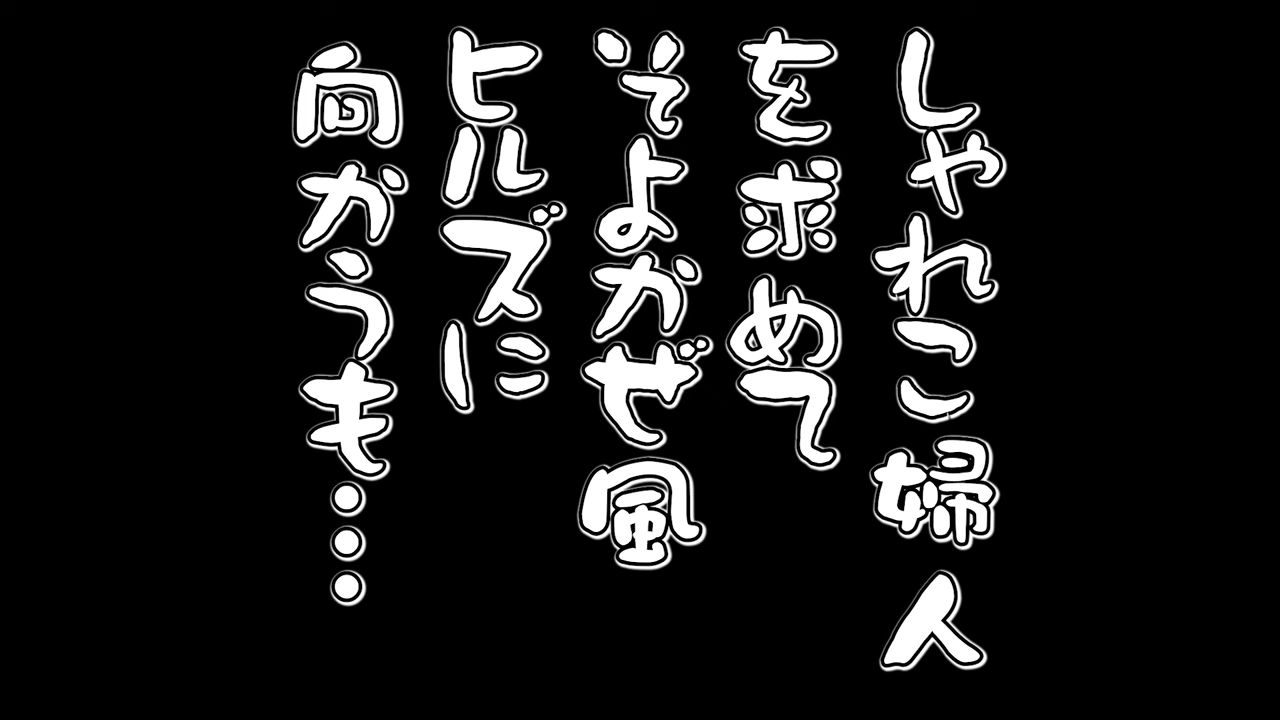 しゃれこ婦人
を求めて
そよかぜ風
ヒルズに
向かうも…